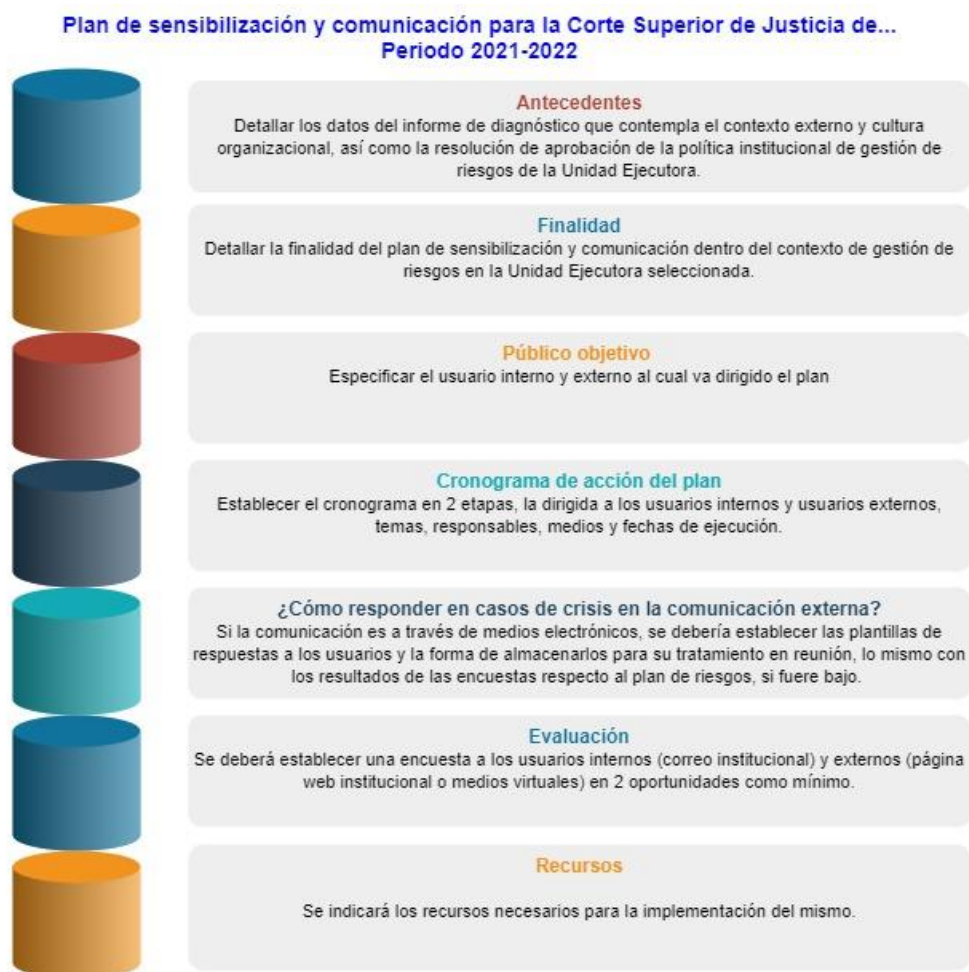 Plan de sensibilización y comunicación para la Corte Superior de Justicia de...
Periodo 2021-2022
Antecedentes
Detallar los datos del informe de diagnóstico que contempla el contexto externo y cultura
organizacional, así como la resolución de aprobación de la política institucional de gestión de
riesgos de la Unidad Ejecutora.
Finalidad
Detallar la finalidad del plan de sensibilización y comunicación dentro del contexto de gestión de
riesgos en la Unidad Ejecutora seleccionada.
Público objetivo
Especificar el usuario interno y externo al cual va dirigido el plan
Cronograma de acción del plan
Establecer el cronograma en 2 etapas, la dirigida a los usuarios internos y usuarios externos,
temas, responsables, medios y fechas de ejecución.
¿Cómo responder en casos de crisis en la comunicación externa?
Si la comunicación es a través de medios electrónicos, se debería establecer las plantillas de
respuestas a los usuarios y la forma de almacenarlos para su tratamiento en reunión, lo mismo con
los resultados de las encuestas respecto al plan de riesgos, si fuere bajo.
Evaluación
Se deberá establecer una encuesta a los usuarios internos (correo institucional) y externos (página
web institucional o medios virtuales) en 2 oportunidades como mínimo.
Recursos
Se indicará los recursos necesarios para la implementación del mismo.